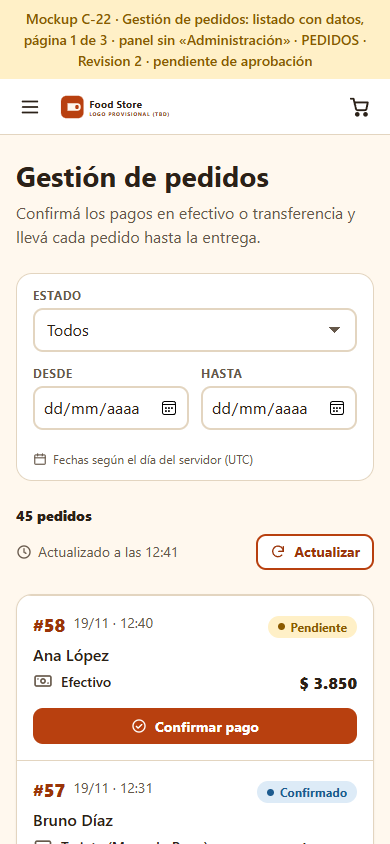 Mockup C-22 · Gestión de pedidos: listado con datos,
página 1 de 3 · panel sin «Administración» · PEDIDOS ·
Revision 2 · pendiente de aprobación
Food Store
LOGO PROVISIONAL (TBD)
Gestión de pedidos
Confirmá los pagos en efectivo o transferencia y
llevá cada pedido hasta la entrega.
ESTADO
Todos
DESDE HASTA
dd/mm/aaaa dd/mm/aaaa
Fechas según el día del servidor (UTC)
45 pedidos
Actualizado a las 12:41 Actualizar
#58 19/11 · 12:40 Pendiente
Ana López
Efectivo $ 3.850
Confirmar pago
#57 19/11 · 12:31 Confirmado
Bruno Díaz